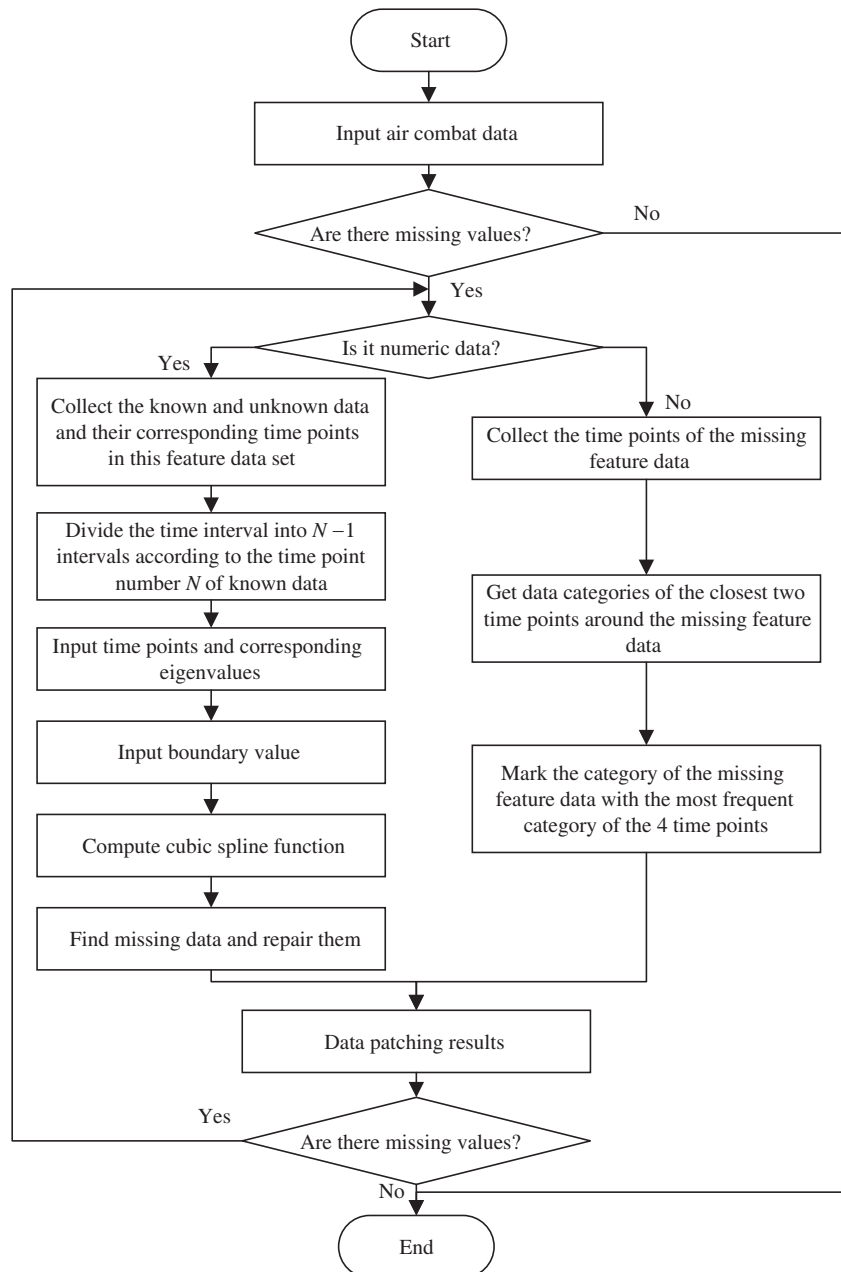 Start
Input air combat data
No
Are there missing values?
Yes
Is it numeric data?
Yes
Collect the known and unknown data
and their corresponding time points
in this feature data set
Divide the time interval into N −1
intervals according to the time point
number N of known data
Input time points and corresponding
eigenvalues
Input boundary value
Compute cubic spline function
Find missing data and repair them
No
Collect the time points of the missing
feature data
Get data categories of the closest two
time points around the missing feature
data
Mark the category of the missing
feature data with the most frequent
category of the 4 time points
Data patching results
Yes
Are there missing values?
No
End